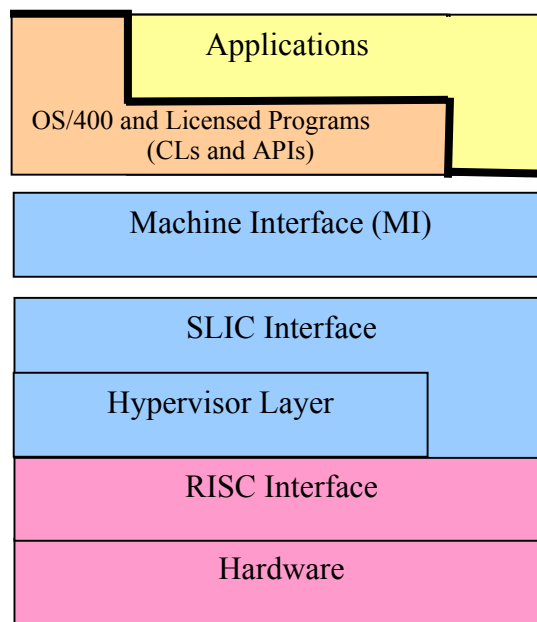 Applications
OS/400 and Licensed Programs
(CLs and APIs)
Machine Interface (MI)
SLIC Interface
Hypervisor Layer
RISC Interface
Hardware